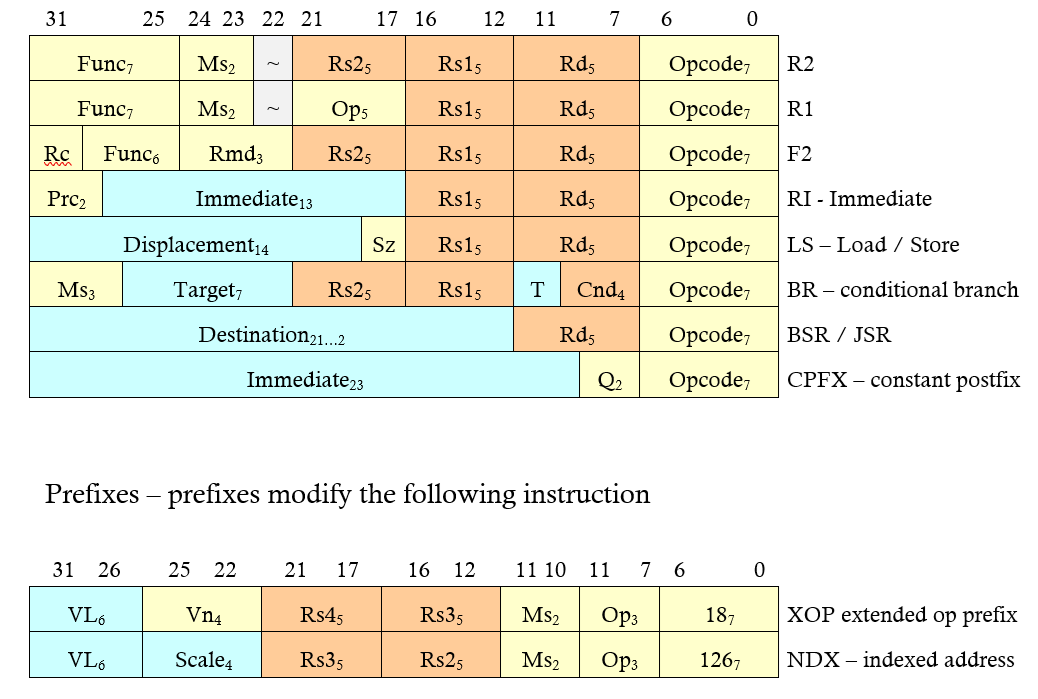 31 25 24 23 22 21 17 16 12 11 7 6 0
Func7 Ms2 ~ Rs25 Rs15 Rd5 Opcode7 R2
Func7 Ms2 ~ Op5 Rs15 Rd5 Opcode7 R1
Rc Func6 Rmd3 Rs25 Rs15 Rd5 Opcode7 F2
Prc2 Immediate13 Rs15 Rd5 Opcode7 RI - Immediate
Displacement14 Sz Rs15 Rd5 Opcode7 LS – Load / Store
Ms3 Target7 Rs25 Rs15 T Cnd4 Opcode7 BR – conditional branch
Destination21…2 Rd5 Opcode7 BSR / JSR
Immediate23 Q2 Opcode7 CPFX – constant postfix
Prefixes – prefixes modify the following instruction
31 26 25 22 21 17 16 12 11 10 11 7 6 0
VL6 Vn4 Rs45 Rs35 Ms2 Op3 187 XOP extended op prefix
VL6 Scale4 Rs35 Rs25 Ms2 Op3 1267 NDX – indexed address